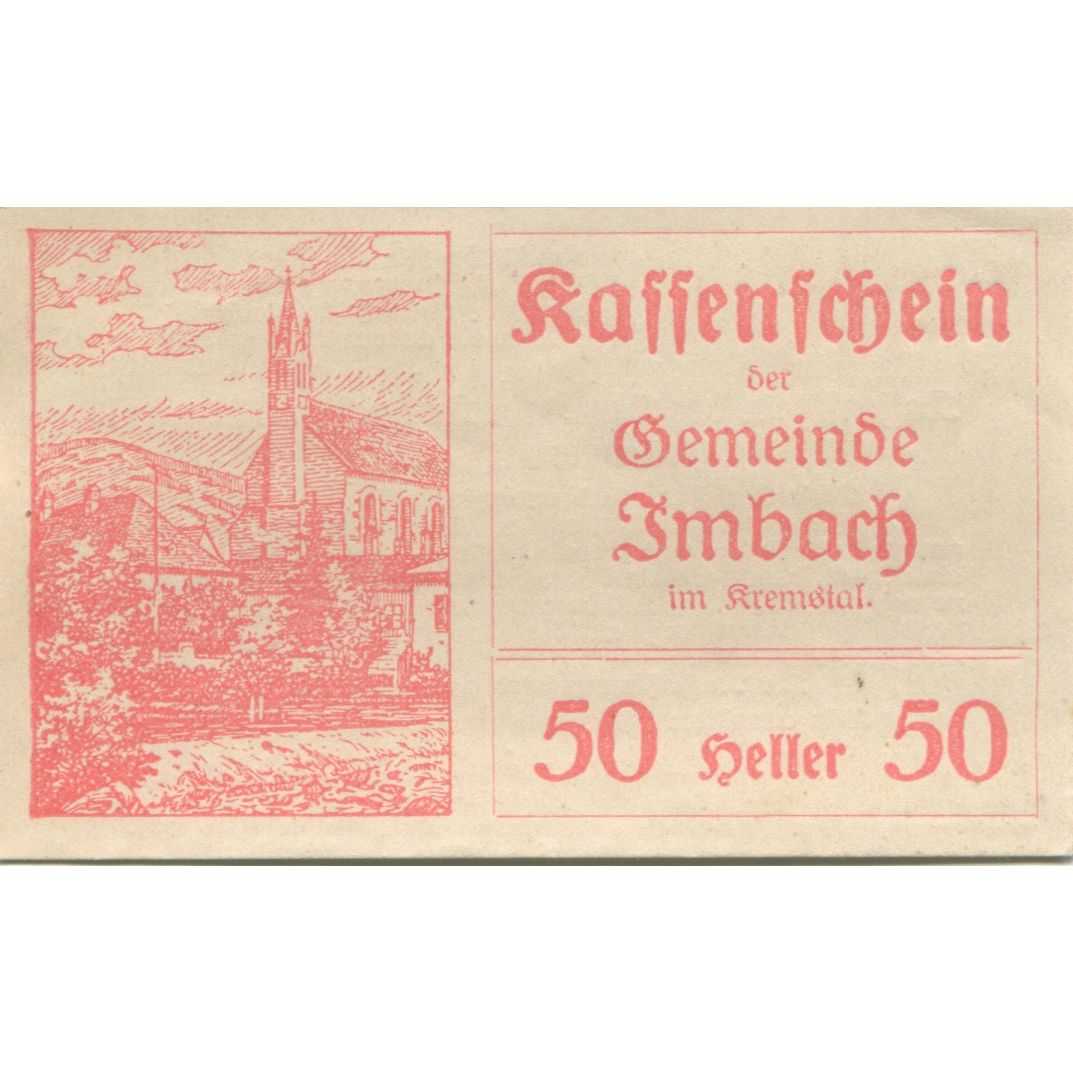 Kassenschein
der
Gemeinde
Imbach
im Kremstal.
50 Heller 50